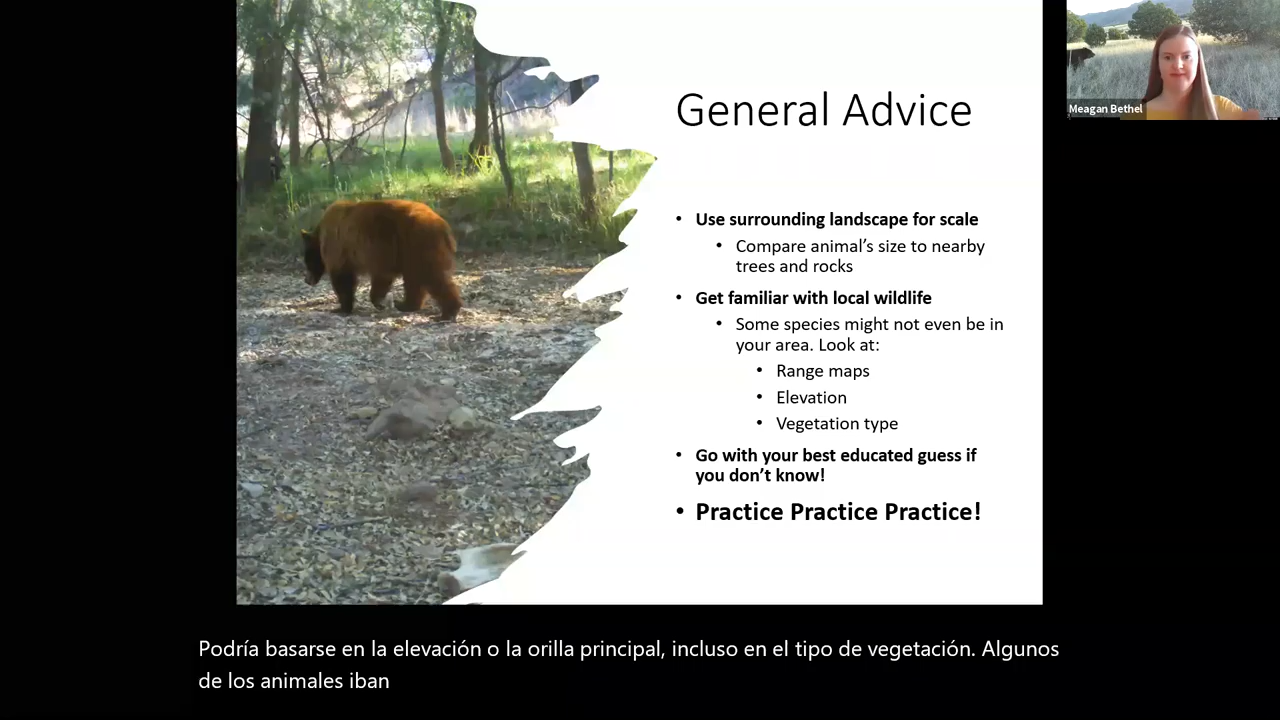 General Advice
Meagan Bethel
• Use surrounding landscape for scale
• Compare animal's size to nearby
trees and rocks
• Get familiar with local wildlife
• Some species might not even be in
your area. Look at:
• Range maps
• Elevation
• Vegetation type
• Go with your best educated guess if
you don't know!
• Practice Practice Practice!
Podría basarse en la elevación o la orilla principal, incluso en el tipo de vegetación. Algunos
de los animales iban